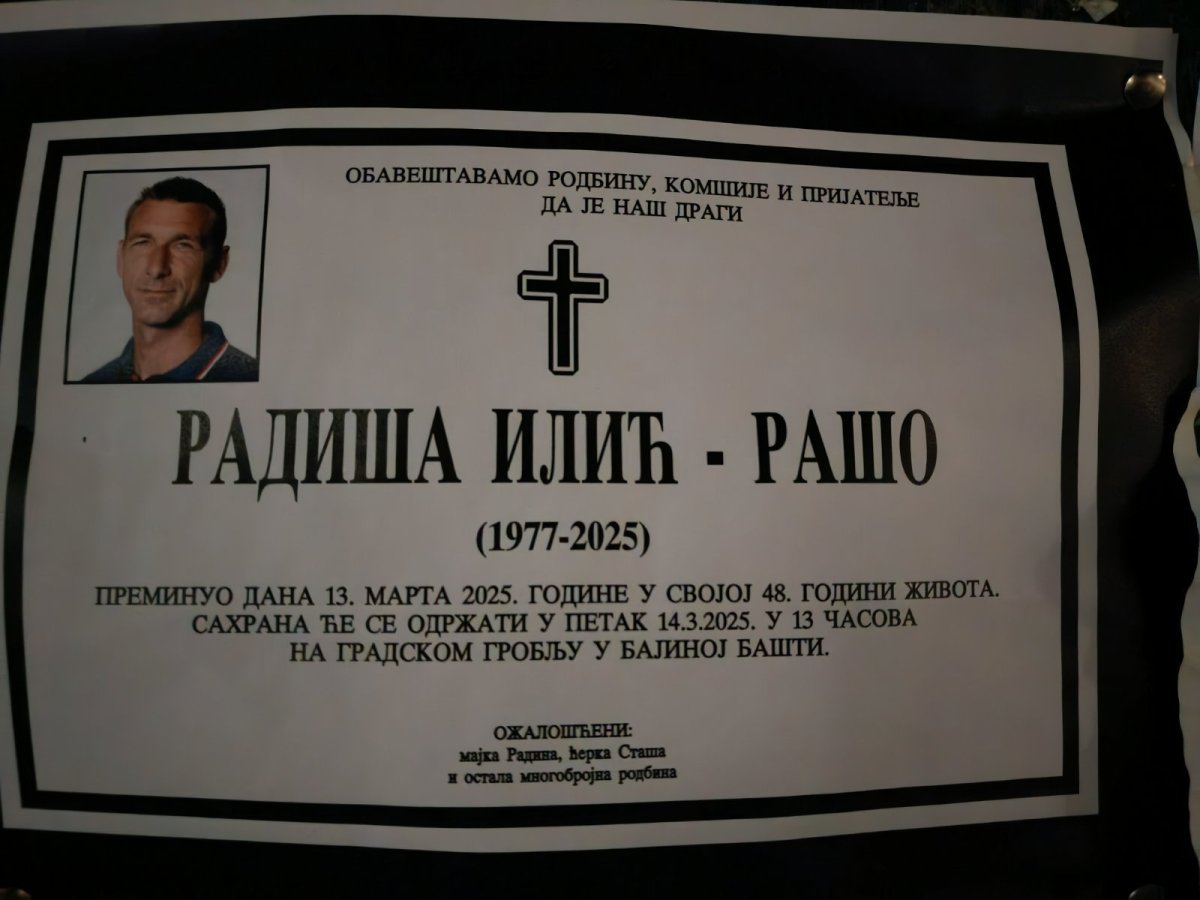 ОБАВЕШТАВАМО РОДБИНУ, КОМШИЈЕ И ПРИЈАТЕЉЕ
ДА ЈЕ НАШ ДРАГИ
РАДИША ИЛИЋ - РАШО
(1977-2025)
ПРЕМИНУО ДАНА 13. МАРТА 2025. ГОДИНЕ У СВОЈОЈ 48. ГОДИНИ ЖИВОТА.
САХРАНА ЋЕ СЕ ОДРЖАТИ У ПЕТАК 14.3.2025. У 13 ЧАСОВА
НА ГРАДСКОМ ГРОБЉУ У БАЈИНОЈ БАШТИ.
ОЖАЛОШЋЕНИ:
мајка Радина, ћерка Сташа
и остала многобројна родбина